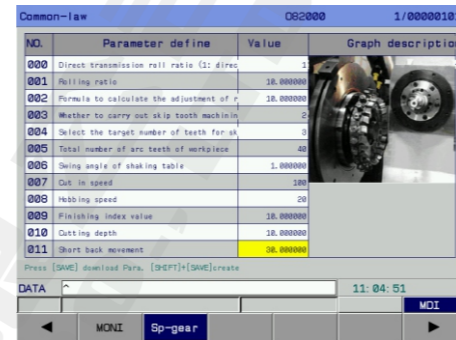 Common-law O82000 1/00000101
NO. Parameter define Value Graph description
000 Direct transmission roll ratio (1: direc 1
001 Rolling ratio 10.000000
002 Formula to calculate the adjustment of r 10.000000
003 Whether to carry out skip tooth machinin 2
004 Select the target number of teeth for sk 3
005 Total number of arc teeth of workpiece 40
006 Swing angle of shaking table 1.000000
007 Cut in speed 100
008 Hobbing speed 20
009 Finishing index value 10.000000
010 Cutting depth 10.000000
011 Short back movement 30.000000
Press [SAVE] download Para. [SHIFT]+[SAVE]create
DATA ^ 11:04:51
MDI
◀ MONI Sp-gear ▶